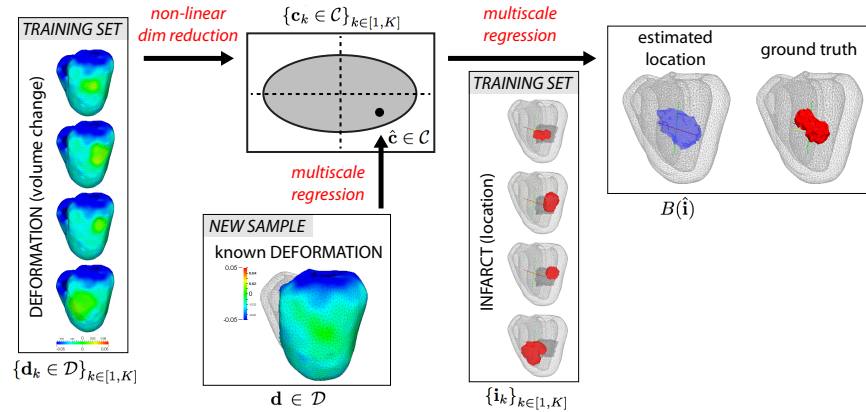 TRAINING SET
DEFORMATION (volume change)
{d_k ∈ D}_{k∈[1,K]}
non-linear
dim reduction
{c_k ∈ C}_{k∈[1,K]}
ĉ ∈ C
multiscale
regression
NEW SAMPLE
known DEFORMATION
0.05
0
-0.05
d ∈ D
multiscale
regression
TRAINING SET
INFARCT (location)
{i_k}_{k∈[1,K]}
estimated
location
ground truth
B(î)